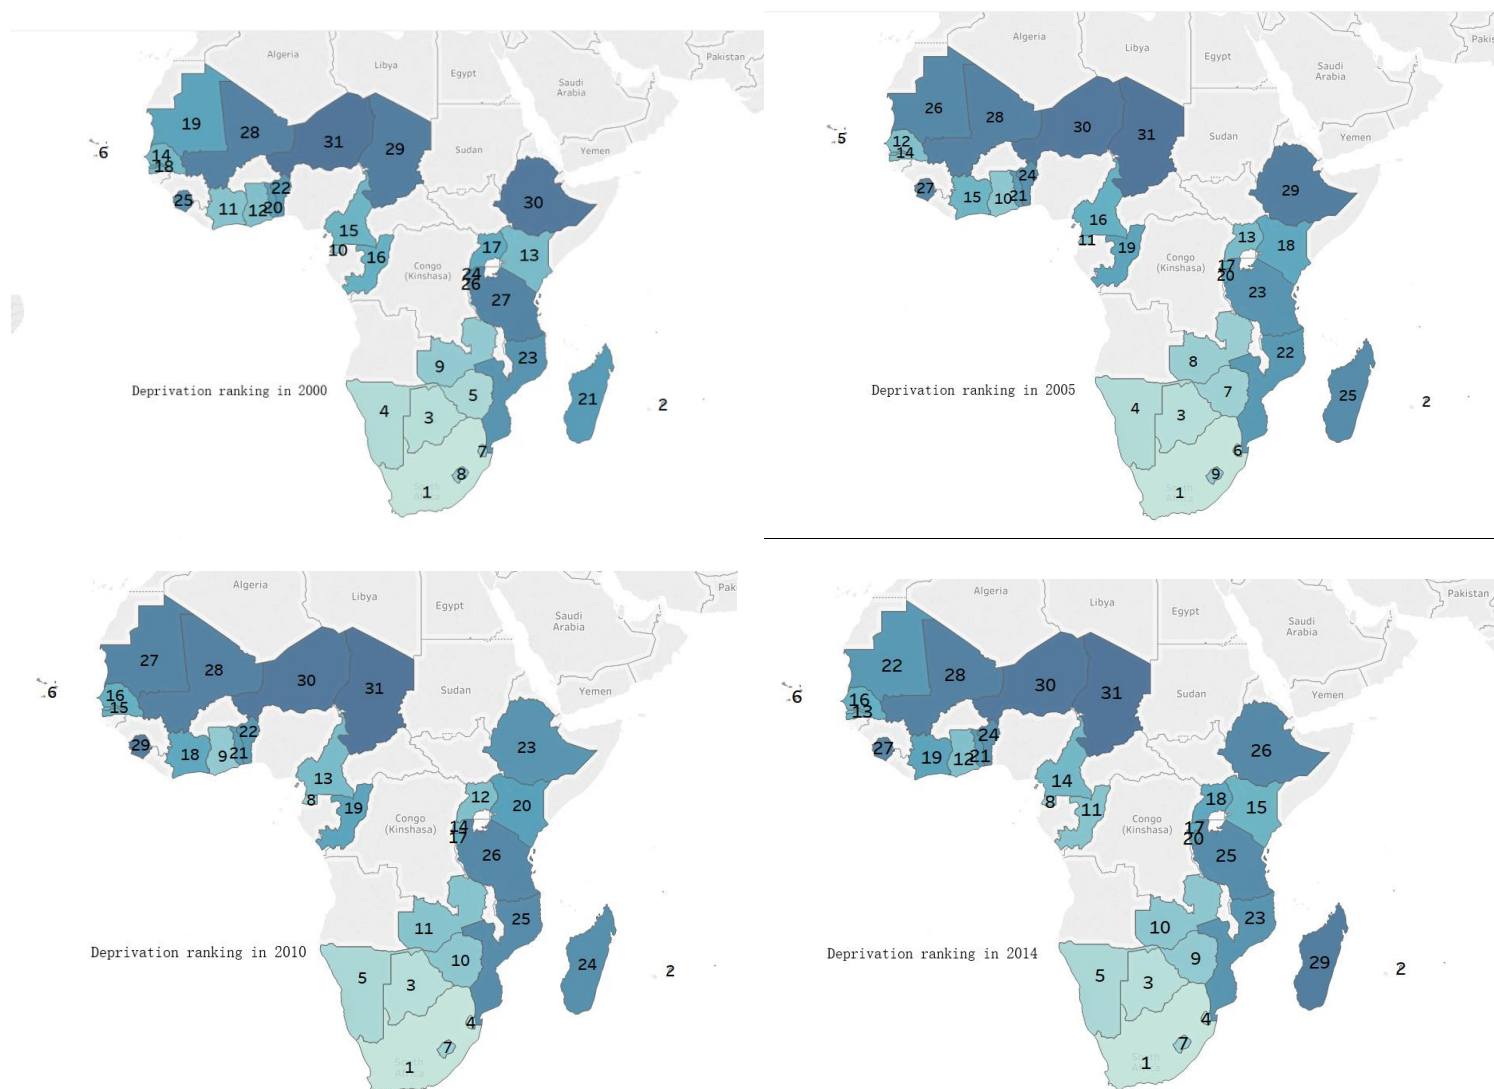 Algeria
Libya
Egypt
Saudi
Arabia
Pakistan
Sudan
Yemen
Congo
(Kinshasa)
6
19
28
31
29
14
18
25
11
12
20
22
15
10
16
30
17
13
24
26
27
9
23
5
4
3
21
2
7
8
1
Deprivation ranking in 2000
Algeria
Libya
Egypt
Saudi
Arabia
Pakis
Sudan
Yemen
Congo
(Kinshasa)
5
26
28
30
31
12
14
27
15
10
21
24
16
11
19
29
13
18
17
20
23
8
22
7
4
3
25
2
6
9
1
Deprivation ranking in 2005
Algeria
Libya
Egypt
Saudi
Arabia
Pak
Sudan
Yemen
Congo
(Kinshasa)
6
27
28
30
31
16
15
29
18
9
21
22
13
8
19
23
12
20
14
17
26
11
25
10
5
3
24
2
4
7
1
Deprivation ranking in 2010
Algeria
Libya
Egypt
Saudi
Arabia
Pakistan
Sudan
Yemen
Congo
(Kinshasa)
6
22
28
30
31
16
13
27
19
12
21
24
14
8
11
26
18
15
17
20
25
10
23
9
5
3
29
2
4
7
1
Deprivation ranking in 2014